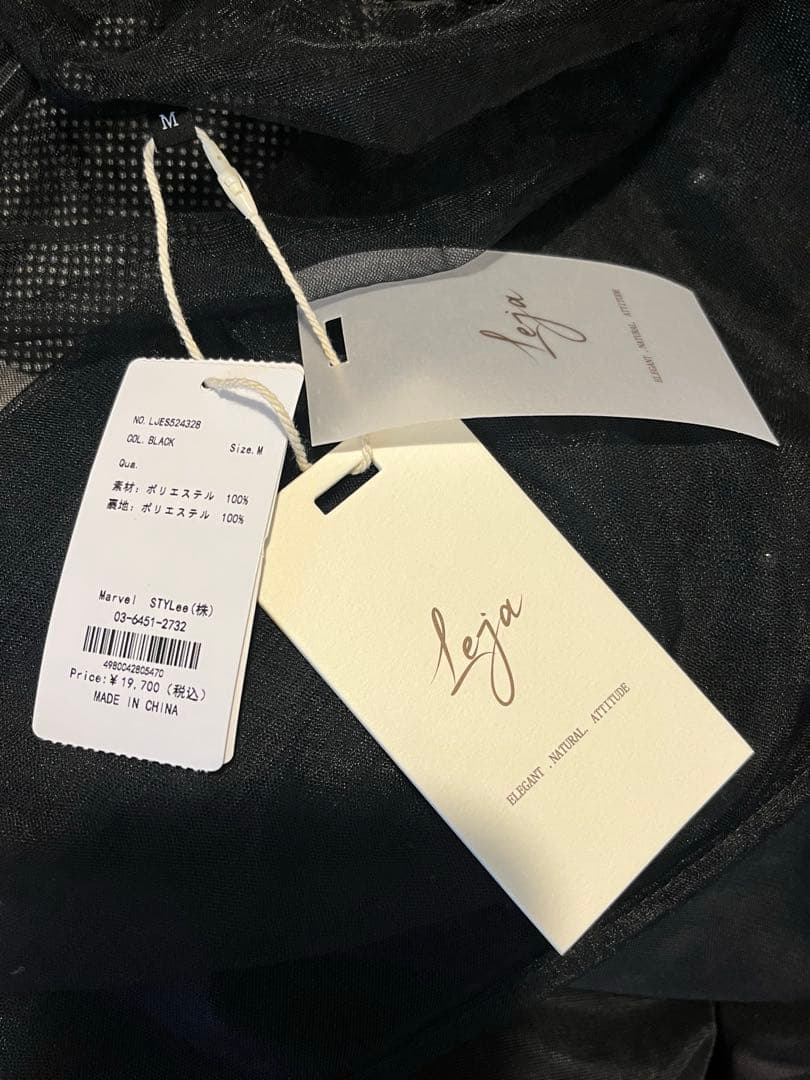 M
leja
ELEGANT .NATURAL. ATTITUDE
NO. LJES524328
COL. BLACK Size. M
Qua.
素材: ポリエステル 100%
裏地: ポリエステル 100%
Marvel STYLee(株)
03-6451-2732
4980042805470
Price:¥19,700 (税込)
MADE IN CHINA
leja
ELEGANT .NATURAL. ATTITUDE